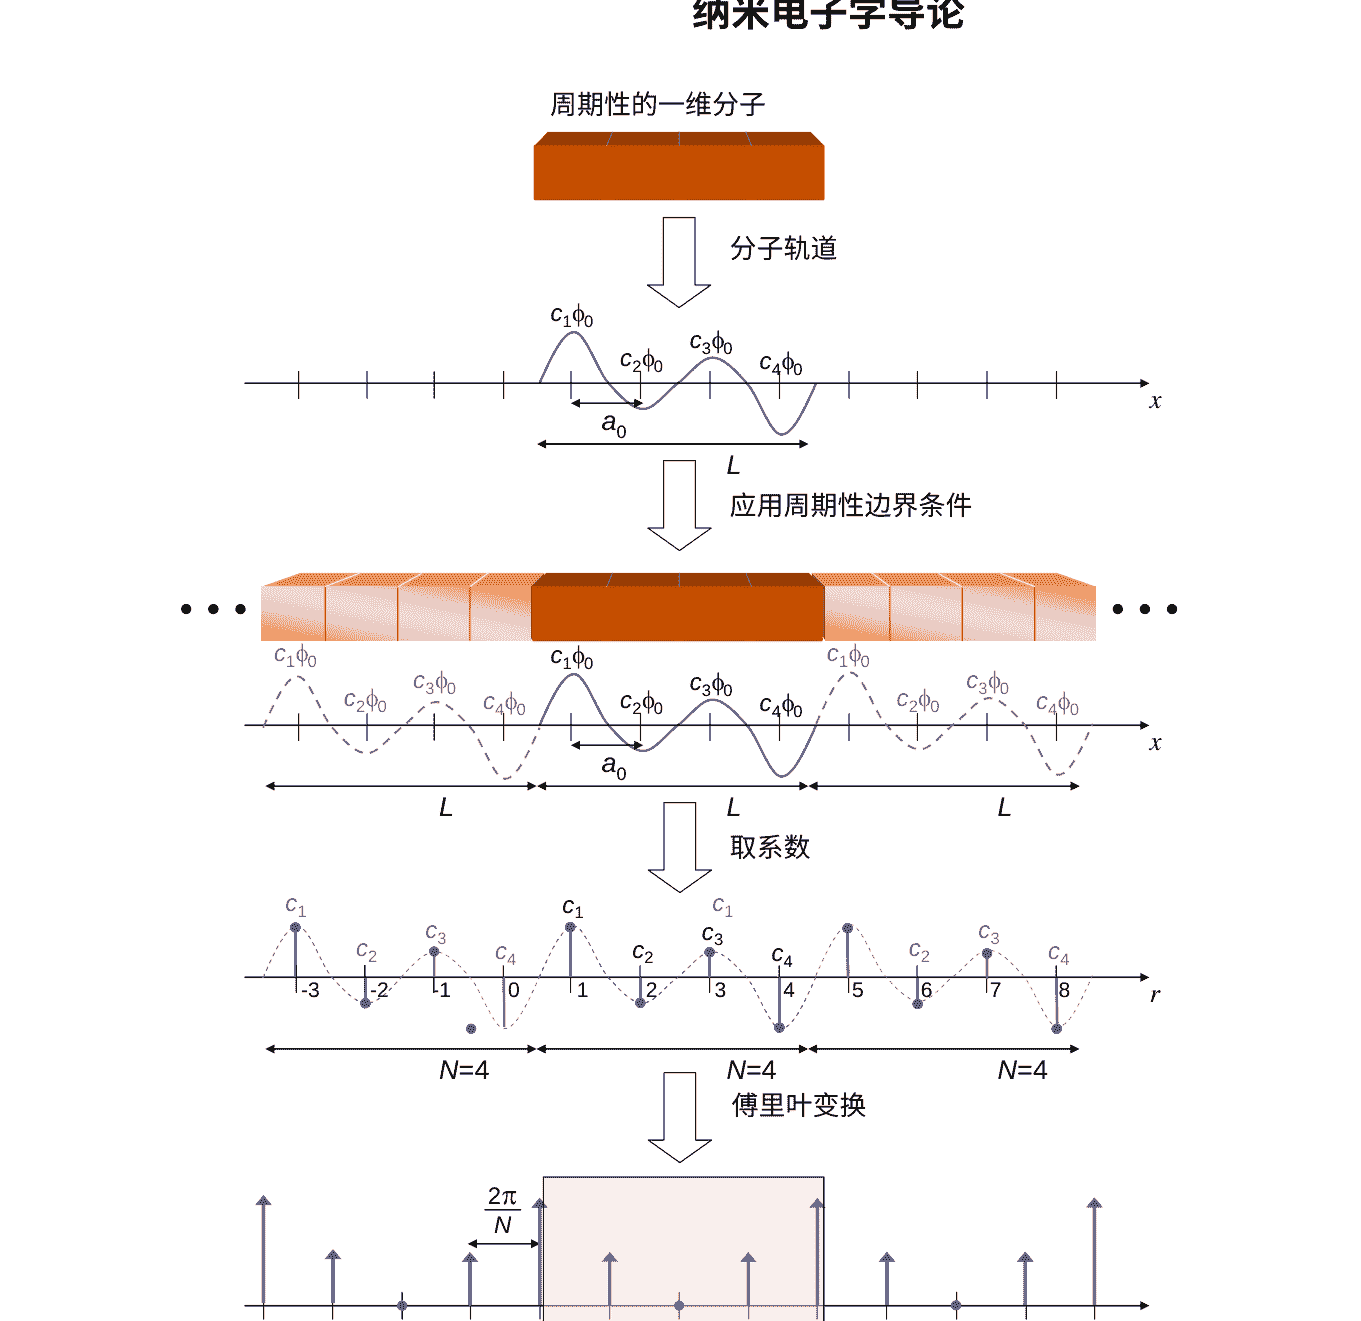 纳米电子学导论
周期性的一维分子
分子轨道
c₁ϕ₀ c₂ϕ₀ c₃ϕ₀ c₄ϕ₀
x
a₀
L
应用周期性边界条件
c₁ϕ₀ c₂ϕ₀ c₃ϕ₀ c₄ϕ₀ c₁ϕ₀ c₂ϕ₀ c₃ϕ₀ c₄ϕ₀ c₁ϕ₀ c₂ϕ₀ c₃ϕ₀ c₄ϕ₀
x
a₀
L L L
取系数
c₁ c₂ c₃ c₄ c₁ c₂ c₃ c₄ c₁ c₂ c₃ c₄
-3 -2 -1 0 1 2 3 4 5 6 7 8 r
N=4 N=4 N=4
傅里叶变换
2π
N